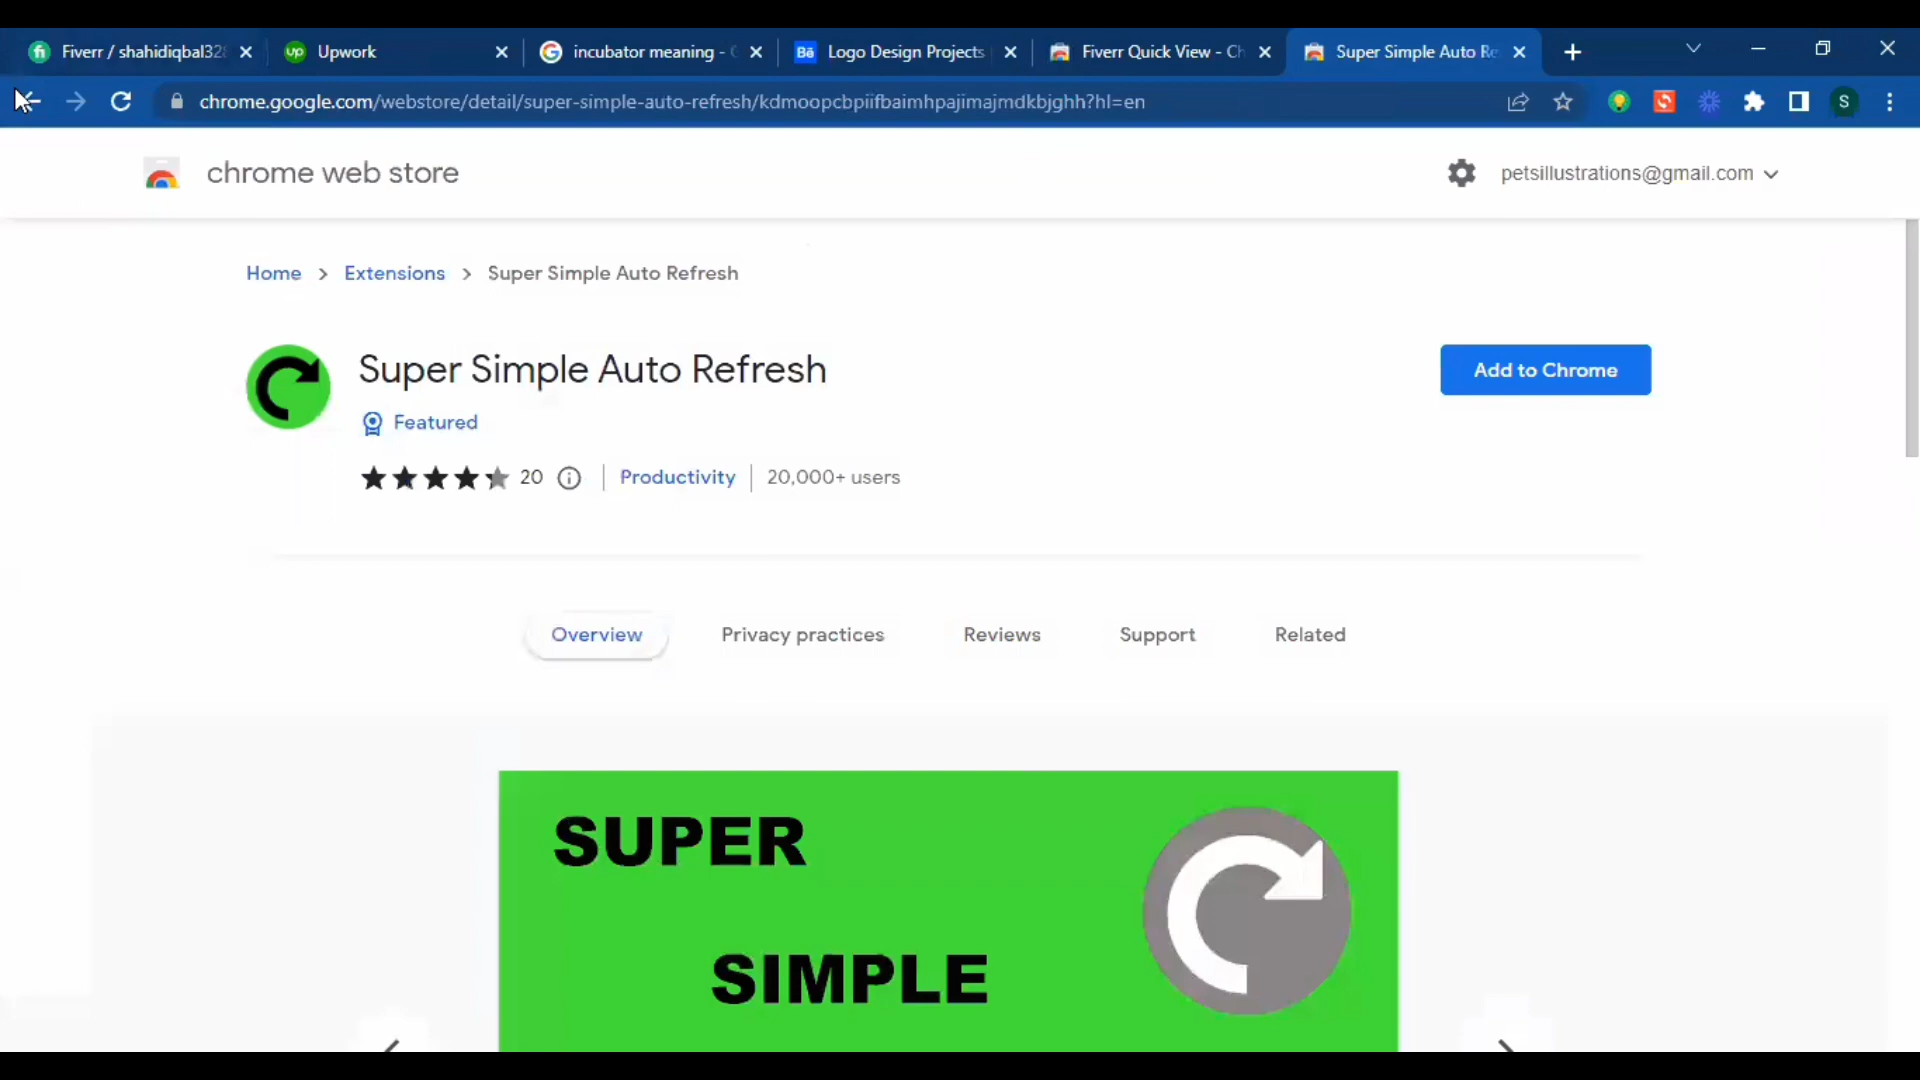 Fiverr / shahidiqbal328
Upwork
incubator meaning -
Logo Design Projects
Fiverr Quick View - Ch
Super Simple Auto Re
chrome.google.com/webstore/detail/super-simple-auto-refresh/kdmoopcbpiifbaimhpajimajmdkbjghh?hl=en
S
chrome web store
petsillustrations@gmail.com
Home > Extensions > Super Simple Auto Refresh
Super Simple Auto Refresh
Add to Chrome
Featured
20
Productivity
20,000+ users
Overview
Privacy practices
Reviews
Support
Related
SUPER
SIMPLE